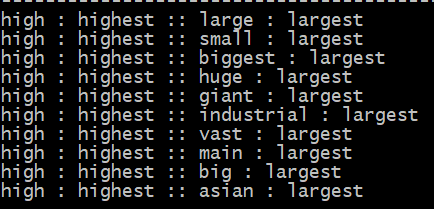 high : highest :: large : largest
high : highest :: small : largest
high : highest :: biggest : largest
high : highest :: huge : largest
high : highest :: giant : largest
high : highest :: industrial : largest
high : highest :: vast : largest
high : highest :: main : largest
high : highest :: big : largest
high : highest :: asian : largest